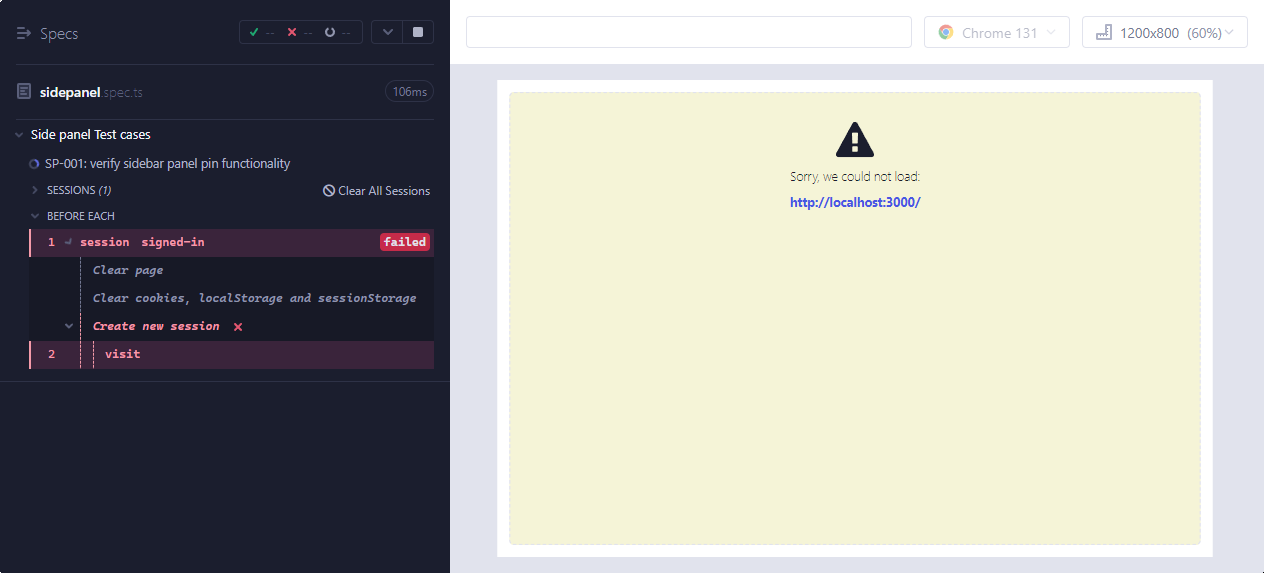 Specs
-- -- --
Chrome 131
1200x800 (60%)
sidepanel.spec.ts 106ms
Side panel Test cases
SP-001: verify sidebar panel pin functionality
SESSIONS (1) Clear All Sessions
BEFORE EACH
1 session signed-in failed
Clear page
Clear cookies, localStorage and sessionStorage
Create new session
2 visit
Sorry, we could not load:
http://localhost:3000/